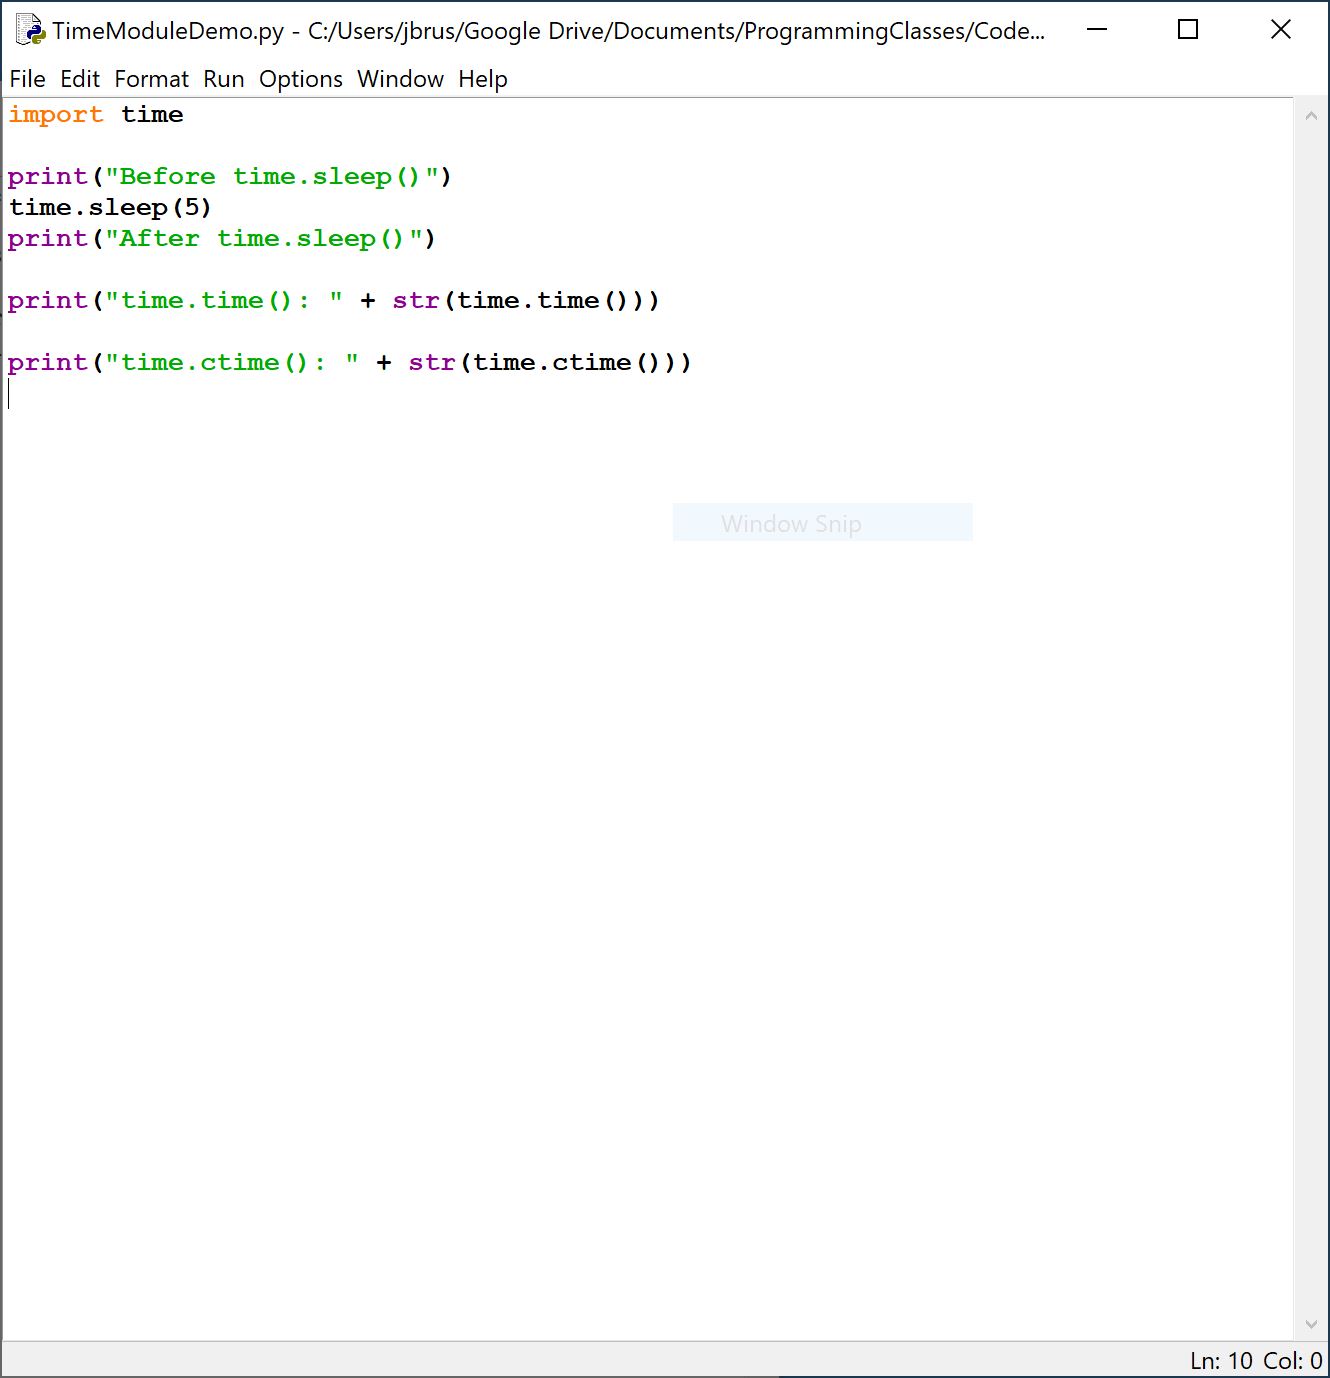 TimeModuleDemo.py - C:/Users/jbrus/Google Drive/Documents/ProgrammingClasses/Code...
File Edit Format Run Options Window Help
import time
print("Before time.sleep()")
time.sleep(5)
print("After time.sleep()")
print("time.time(): " + str(time.time()))
print("time.ctime(): " + str(time.ctime()))
Window Snip
Ln: 10 Col: 0